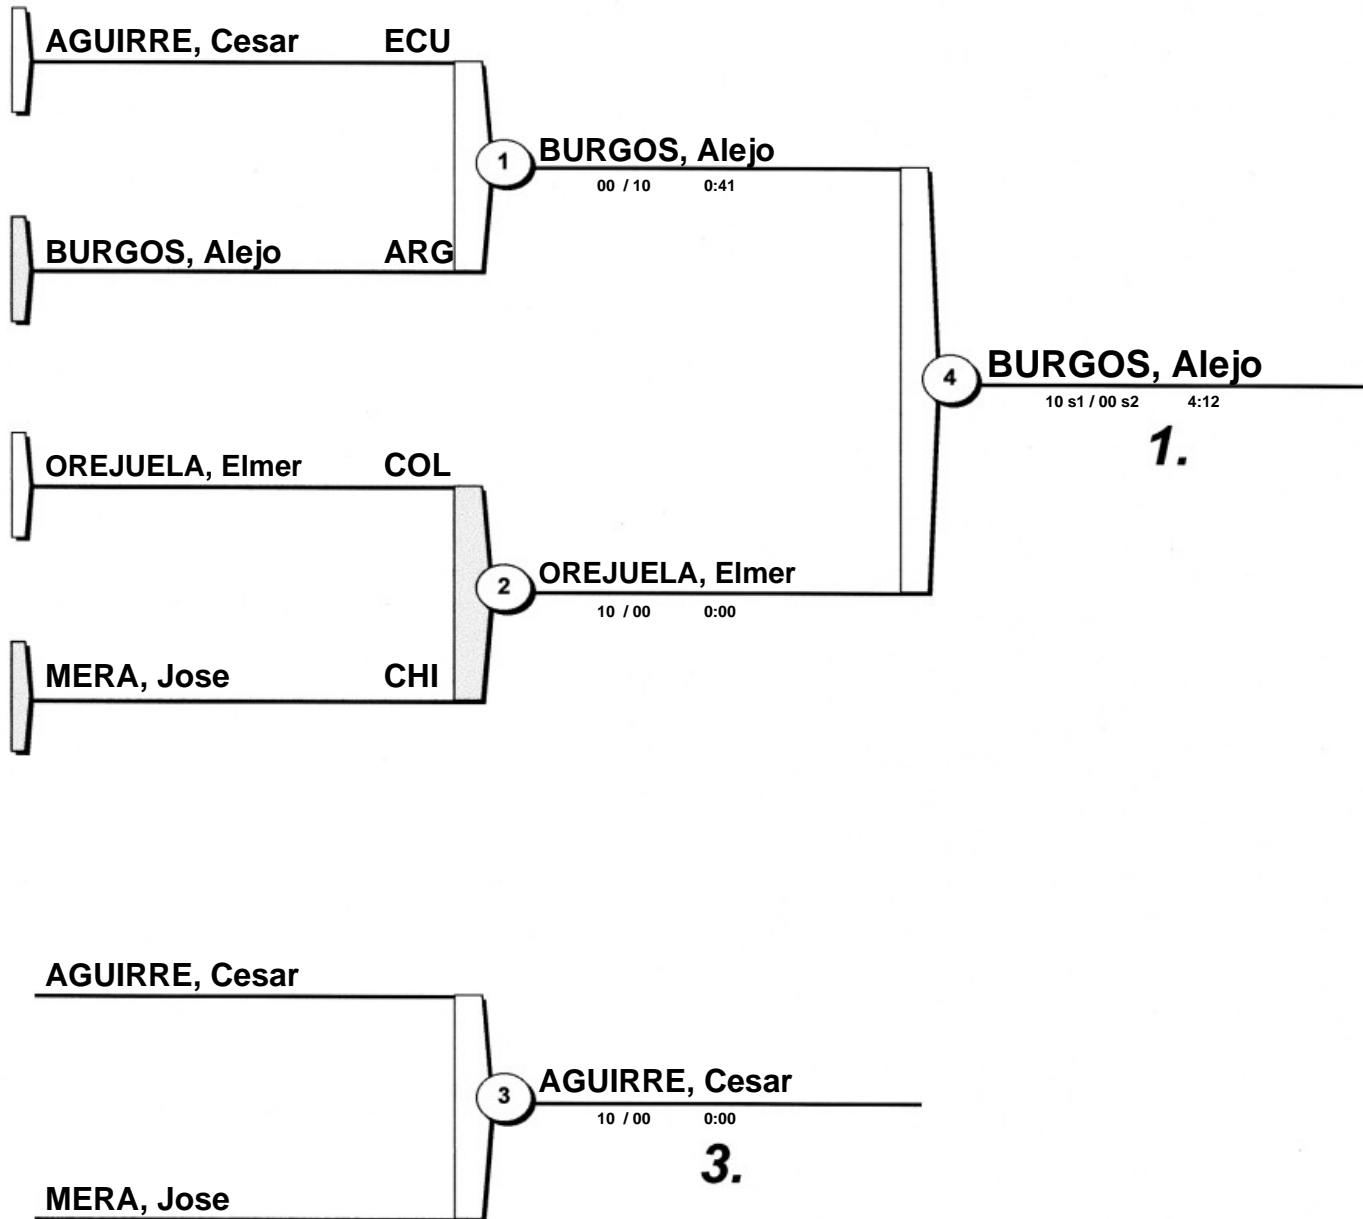 AGUIRRE, Cesar ECU
1 BURGOS, Alejo
00 / 10 0:41
BURGOS, Alejo ARG
4 BURGOS, Alejo
10 s1 / 00 s2 4:12
1.
OREJUELA, Elmer COL
2 OREJUELA, Elmer
10 / 00 0:00
MERA, Jose CHI
AGUIRRE, Cesar
3 AGUIRRE, Cesar
10 / 00 0:00
3.
MERA, Jose